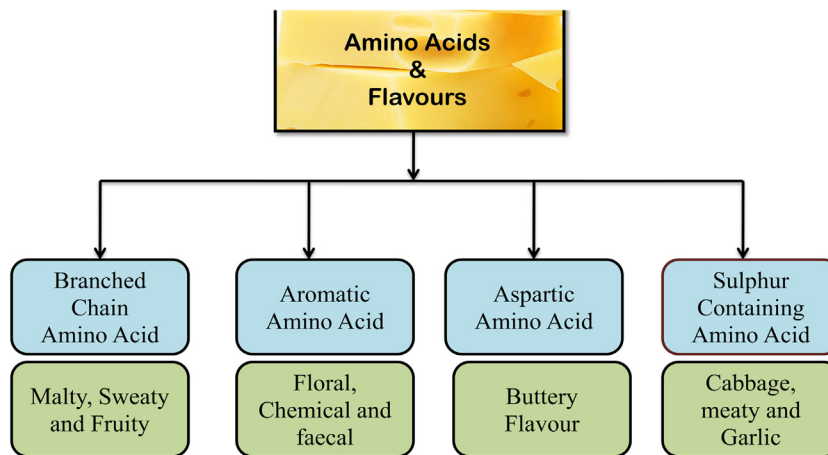 Amino Acids
&
Flavours
Branched
Chain
Amino Acid
Aromatic
Amino Acid
Aspartic
Amino Acid
Sulphur
Containing
Amino Acid
Malty, Sweaty
and Fruity
Floral,
Chemical and
faecal
Buttery
Flavour
Cabbage,
meaty and
Garlic